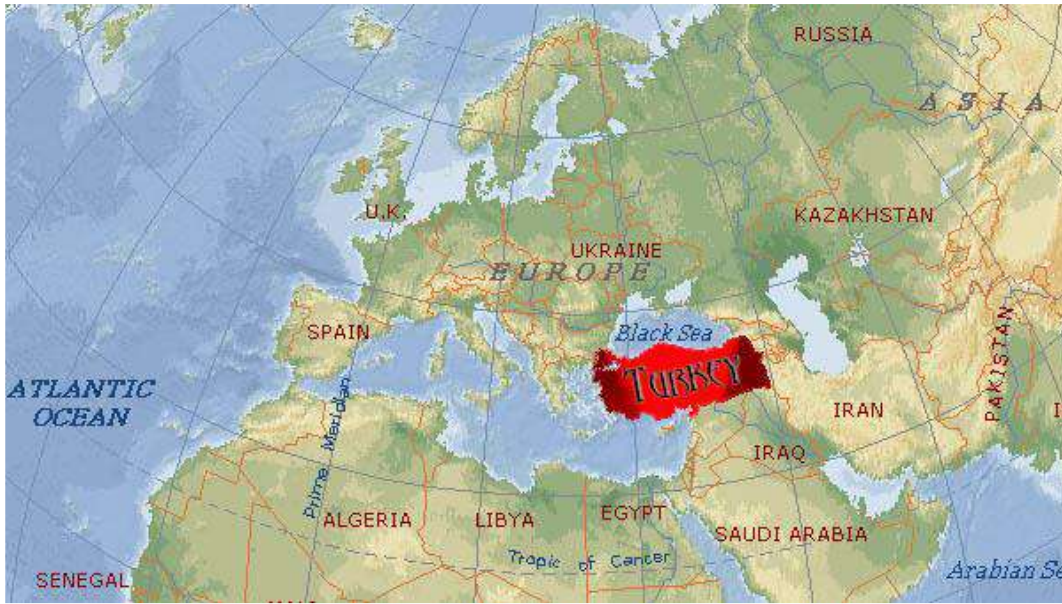 RUSSIA
ASIA
U.K.
KAZAKHSTAN
UKRAINE
EUROPE
SPAIN
Black Sea
TURKEY
PAKISTAN
ATLANTIC
OCEAN
Prime Meridian
IRAN
IRAQ
ALGERIA
LIBYA
EGYPT
SAUDI ARABIA
Tropic of Cancer
SENEGAL
Arabian Se